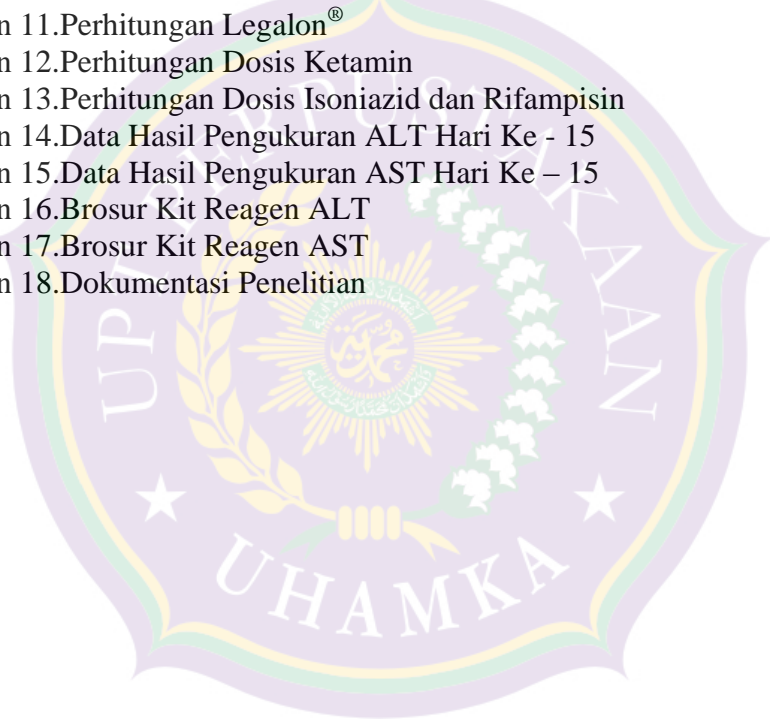 n 11.Perhitungan Legalon®
n 12.Perhitungan Dosis Ketamin
n 13.Perhitungan Dosis Isoniazid dan Rifampisin
n 14.Data Hasil Pengukuran ALT Hari Ke - 15
n 15.Data Hasil Pengukuran AST Hari Ke – 15
n 16.Brosur Kit Reagen ALT
n 17.Brosur Kit Reagen AST
n 18.Dokumentasi Penelitian
UPT PERPUSTAKAAN
UHAMKA